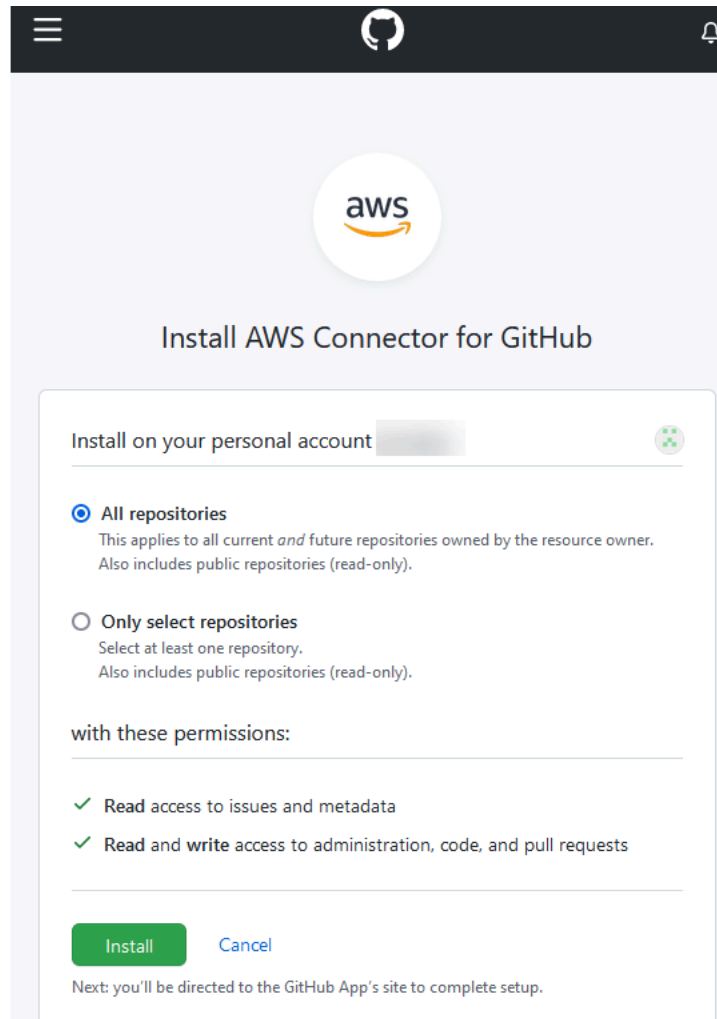 aws
Install AWS Connector for GitHub
Install on your personal account
All repositories
This applies to all current and future repositories owned by the resource owner.
Also includes public repositories (read-only).
Only select repositories
Select at least one repository.
Also includes public repositories (read-only).
with these permissions:
Read access to issues and metadata
Read and write access to administration, code, and pull requests
Install Cancel
Next: you'll be directed to the GitHub App's site to complete setup.